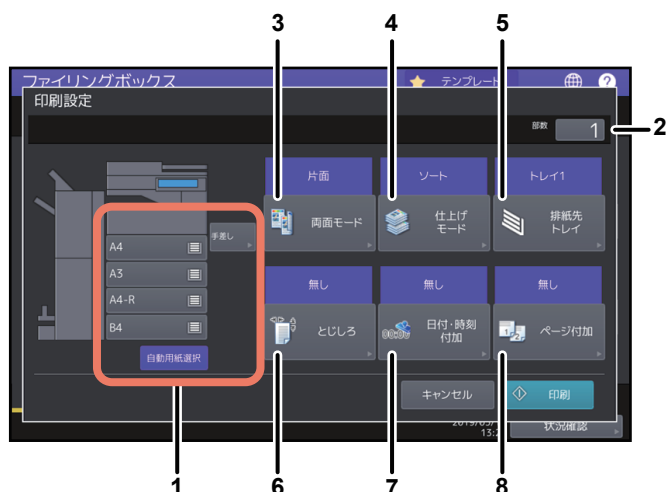 3 4 5
ファイリングボックス
テンプレート
印刷設定
部数 1 2
片面 ソート トレイ1
両面モード
仕上げ
モード
排紙先
トレイ
手差し
A4
A3
A4-R
B4
自動用紙選択
無し 無し 無し
とじしろ
日付・時刻
付加
ページ付加
キャンセル 印刷
状況確認
1 6 7 8